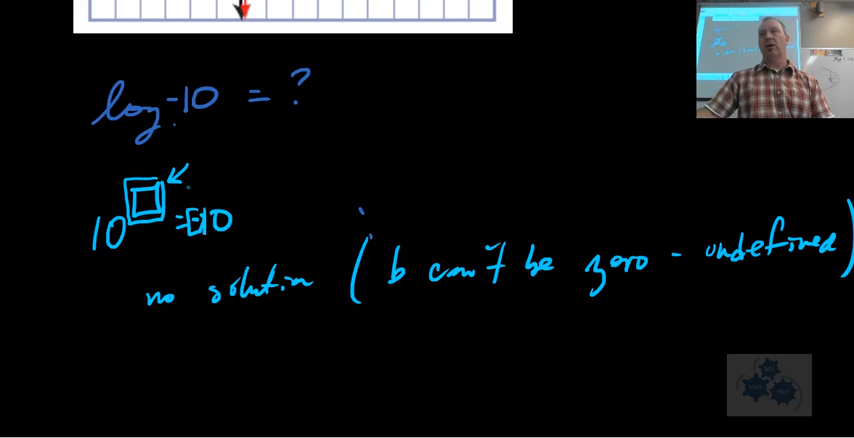 log -10 = ?
10 □ = -10
no solution ( b can't be zero - undefined )